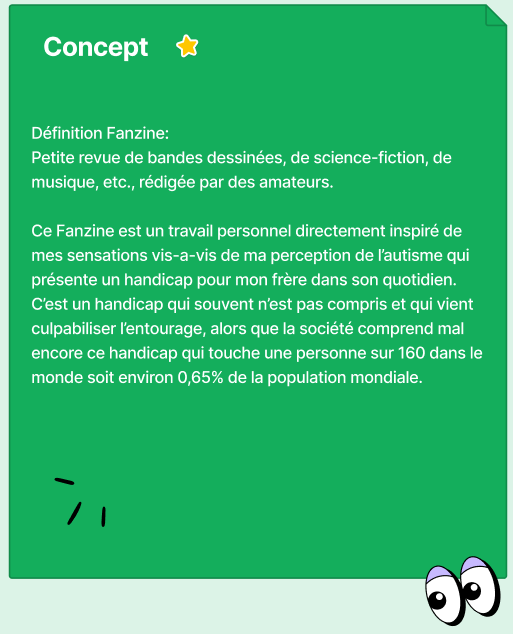 Concept
Définition Fanzine:
Petite revue de bandes dessinées, de science-fiction, de
musique, etc., rédigée par des amateurs.
Ce Fanzine est un travail personnel directement inspiré de
mes sensations vis-a-vis de ma perception de l’autisme qui
présente un handicap pour mon frère dans son quotidien.
C’est un handicap qui souvent n’est pas compris et qui vient
culpabiliser l’entourage, alors que la société comprend mal
encore ce handicap qui touche une personne sur 160 dans le
monde soit environ 0,65% de la population mondiale.